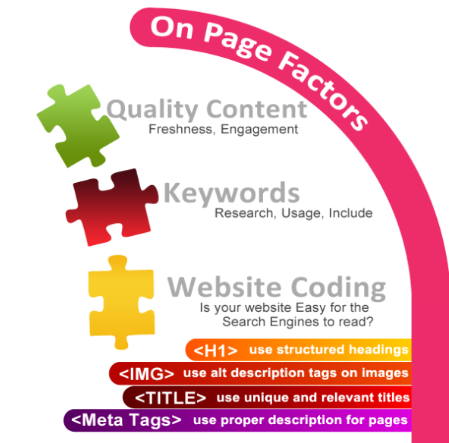 On Page Factors
Quality Content
Freshness, Engagement
Keywords
Research, Usage, Include
Website Coding
Is your website Easy for the
Search Engines to read?
<H1> use structured headings
<IMG> use alt description tags on images
<TITLE> use unique and relevant titles
<Meta Tags> use proper description for pages